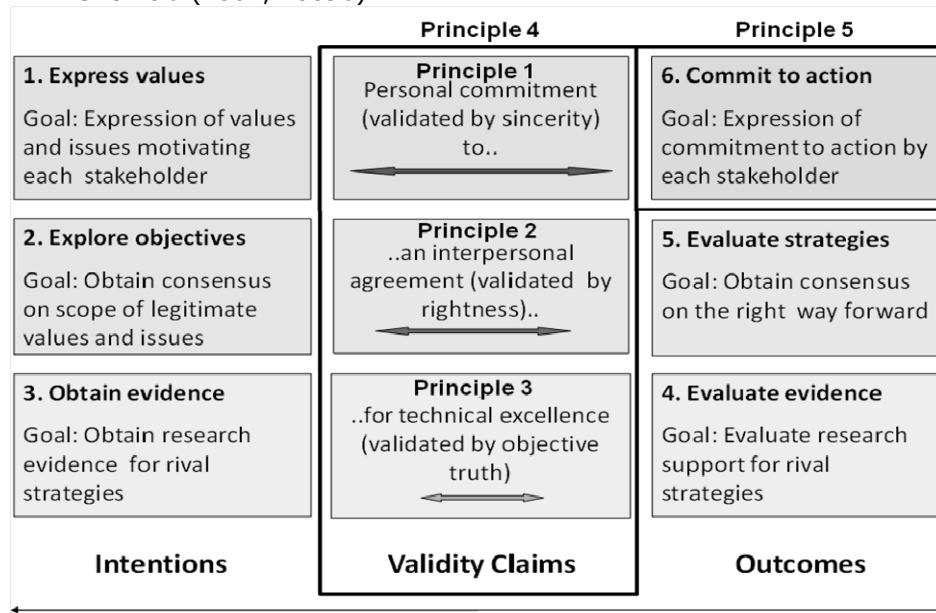 Principle 4
Principle 5
1. Express values
Goal: Expression of values
and issues motivating
each stakeholder
Principle 1
Personal commitment
(validated by sincerity)
to..
6. Commit to action
Goal: Expression of
commitment to action by
each stakeholder
2. Explore objectives
Goal: Obtain consensus
on scope of legitimate
values and issues
Principle 2
..an interpersonal
agreement (validated by
rightness)..
5. Evaluate strategies
Goal: Obtain consensus
on the right way forward
3. Obtain evidence
Goal: Obtain research
evidence for rival
strategies
Principle 3
..for technical excellence
(validated by objective
truth)
4. Evaluate evidence
Goal: Evaluate research
support for rival
strategies
Intentions
Validity Claims
Outcomes